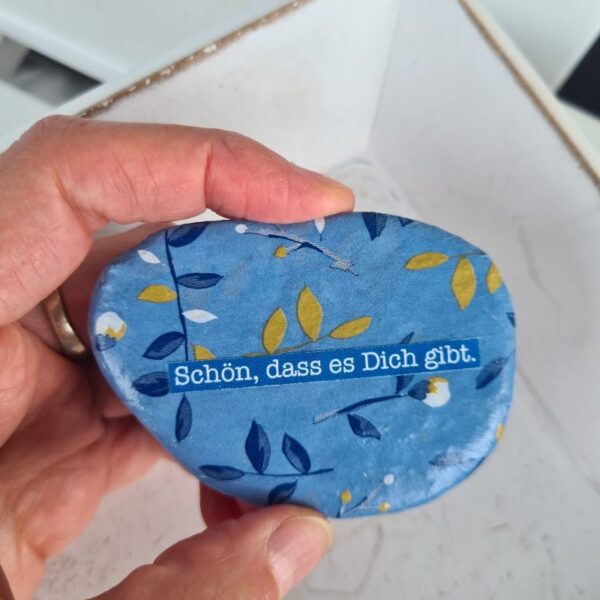 Schön, dass es Dich gibt.